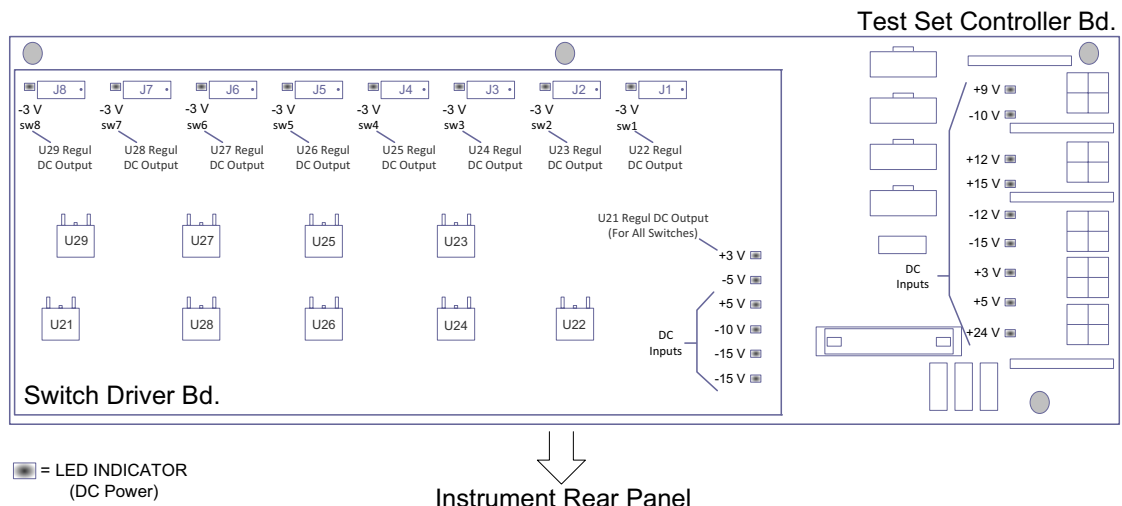 Test Set Controller Bd.
J8 J7 J6 J5 J4 J3 J2 J1
-3 V -3 V -3 V -3 V -3 V -3 V -3 V -3 V
sw8 sw7 sw6 sw5 sw4 sw3 sw2 sw1
U29 Regul U28 Regul U27 Regul U26 Regul U25 Regul U24 Regul U23 Regul U22 Regul
DC Output DC Output DC Output DC Output DC Output DC Output DC Output DC Output
U29 U27 U25 U23
U21 U28 U26 U24 U22
U21 Regul DC Output
(For All Switches)
+3 V
-5 V
+5 V
-10 V
-15 V
-15 V
DC
Inputs
+9 V
-10 V
+12 V
+15 V
-12 V
-15 V
+3 V
+5 V
+24 V
DC
Inputs
Switch Driver Bd.
= LED INDICATOR
(DC Power)
Instrument Rear Panel